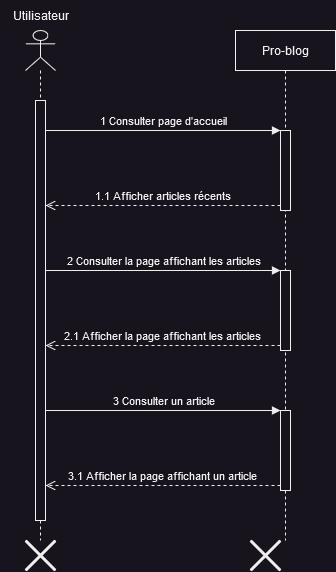 Utilisateur
Pro-blog
1 Consulter page d'accueil
1.1 Afficher articles récents
2 Consulter la page affichant les articles
2.1 Afficher la page affichant les articles
3 Consulter un article
3.1 Afficher la page affichant un article